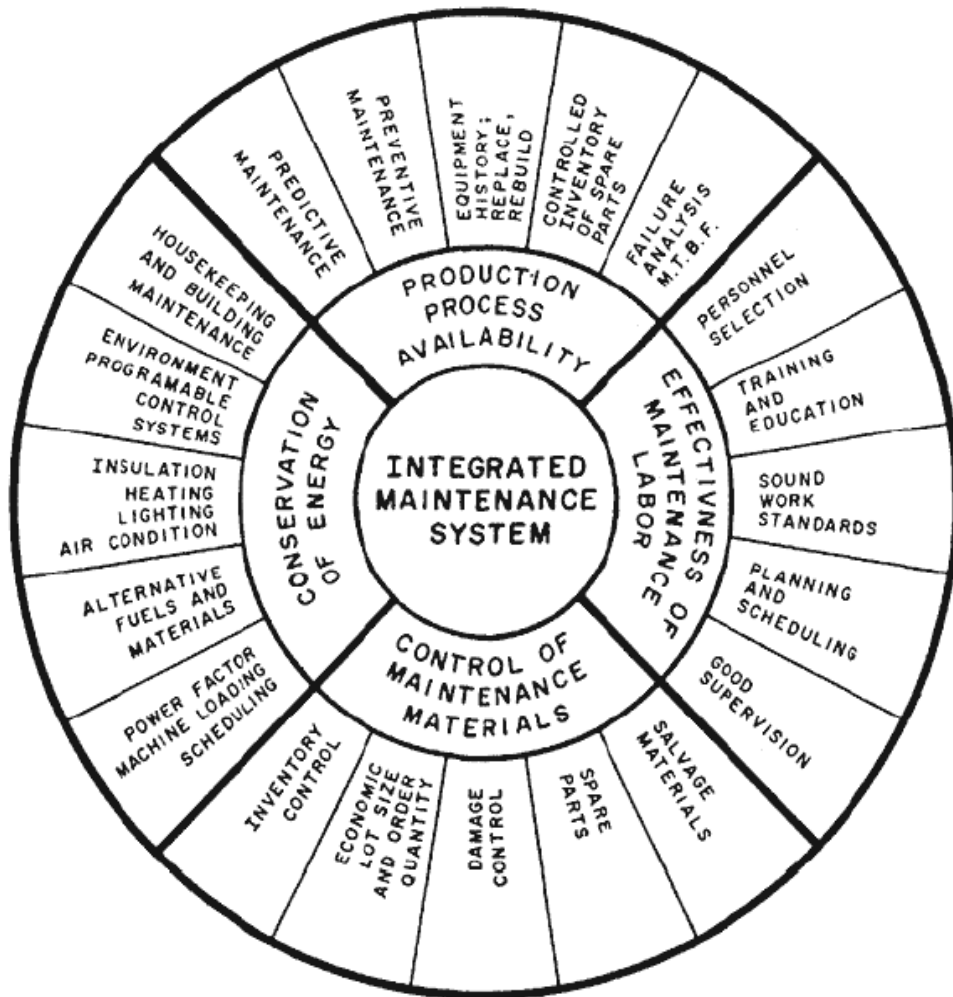 INTEGRATED
MAINTENANCE
SYSTEM
PRODUCTION
PROCESS
AVAILABILITY
PREDICTIVE
MAINTENANCE
PREVENTIVE
MAINTENANCE
EQUIPMENT
HISTORY;
REPLACE,
REBUILD
CONTROLLED
INVENTORY
OF SPARE
PARTS
FAILURE
ANALYSIS
M.T.B.F.
EFFECTIVNESS OF
MAINTENANCE
LABOR
PERSONNEL
SELECTION
TRAINING
AND
EDUCATION
SOUND
WORK
STANDARDS
PLANNING
AND
SCHEDULING
GOOD
SUPERVISION
CONTROL OF
MAINTENANCE
MATERIALS
SALVAGE
MATERIALS
SPARE
PARTS
DAMAGE
CONTROL
ECONOMIC
LOT SIZE
AND ORDER
QUANTITY
INVENTORY
CONTROL
CONSERVATION
OF ENERGY
POWER FACTOR
MACHINE LOADING
SCHEDULING
ALTERNATIVE
FUELS AND
MATERIALS
INSULATION
HEATING
LIGHTING
AIR CONDITION
ENVIRONMENT
PROGRAMABLE
CONTROL
SYSTEMS
HOUSEKEEPING
AND BUILDING
MAINTENANCE